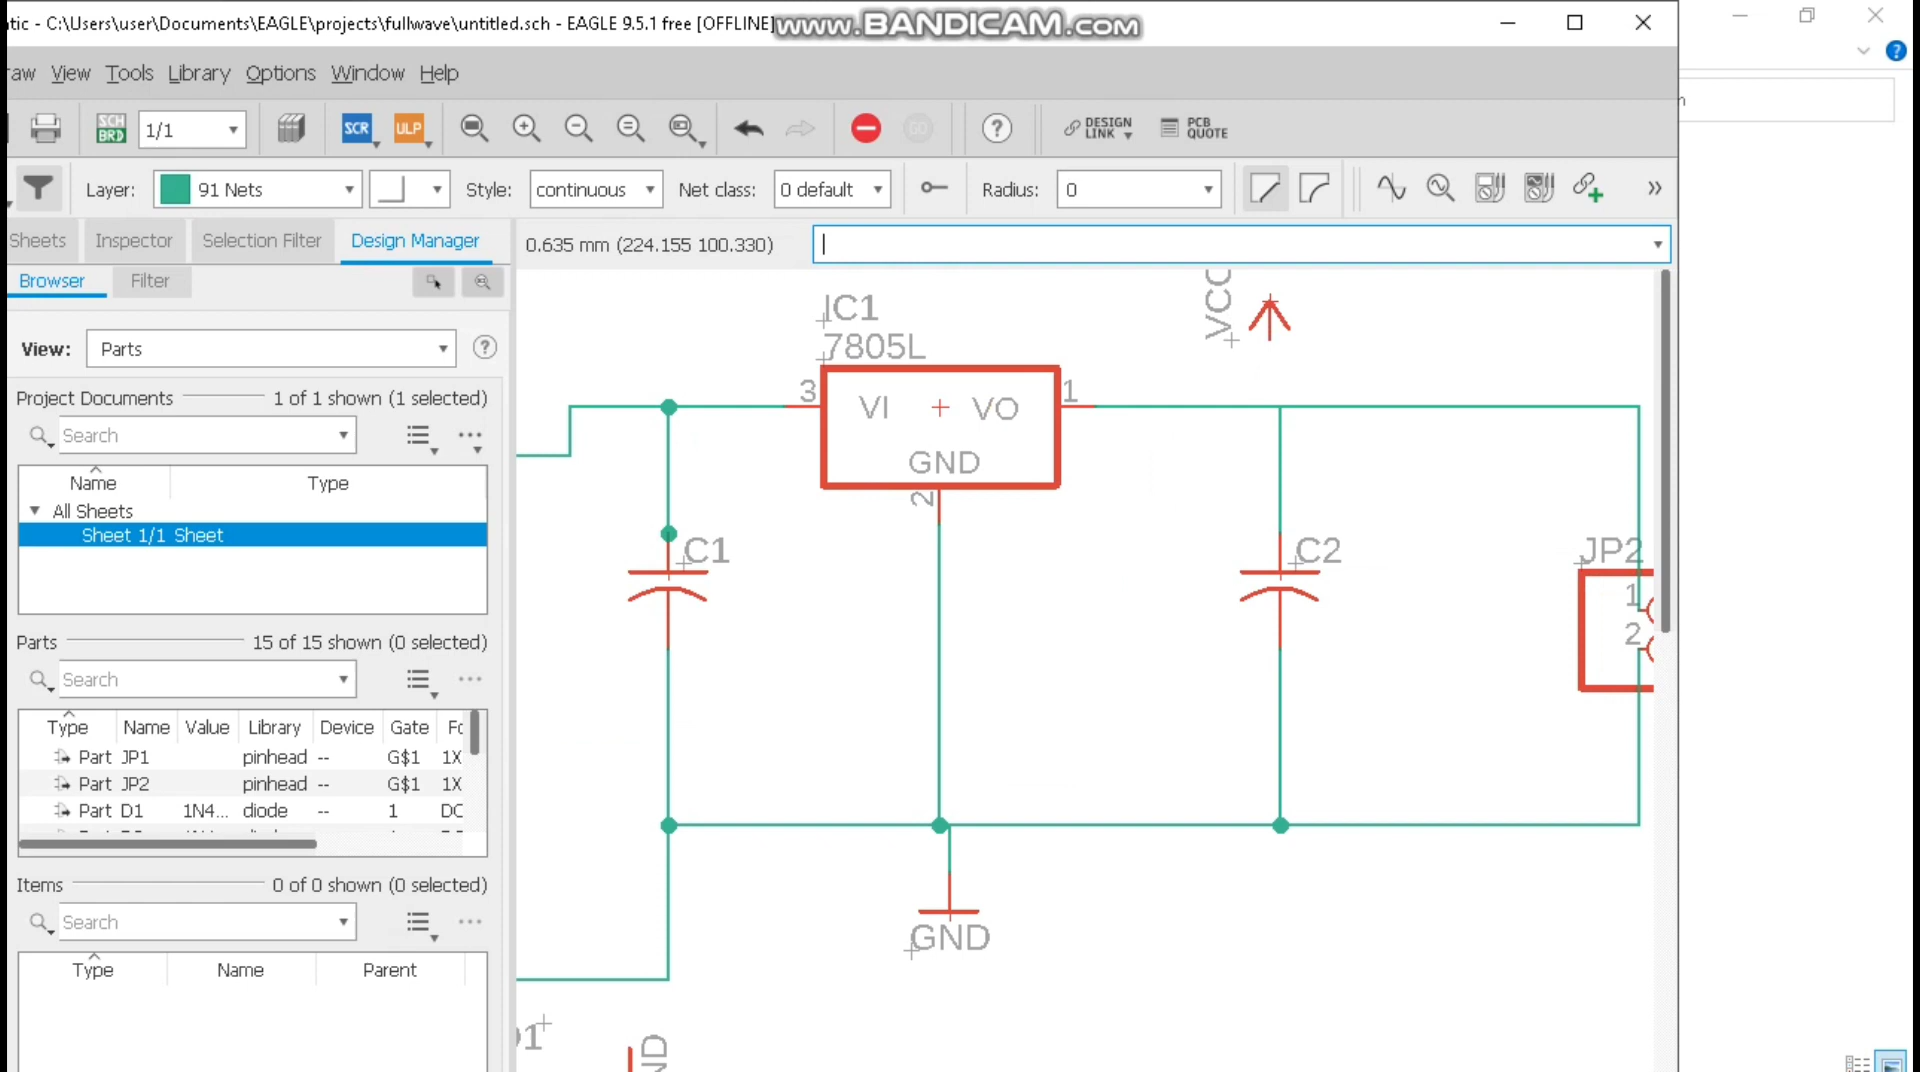 tic - C:\Users\user\Documents\EAGLE\projects\fullwave\untitled.sch - EAGLE 9.5.1 free [OFFLINE]
www.BANDICAM.com
raw View Tools Library Options Window Help
SCH BRD 1/1 SCR ULP GO ? DESIGN LINK PCB QUOTE
Layer: 91 Nets Style: continuous Net class: 0 default Radius: 0 »
Sheets Inspector Selection Filter Design Manager
0.635 mm (224.155 100.330)
Browser Filter
View: Parts ?
Project Documents 1 of 1 shown (1 selected)
Search
Name Type
All Sheets
Sheet 1/1 Sheet
Parts 15 of 15 shown (0 selected)
Search
Type Name Value Library Device Gate Fo
Part JP1 pinhead -- G$1 1X
Part JP2 pinhead -- G$1 1X
Part D1 1N4... diode -- 1 DO
Items 0 of 0 shown (0 selected)
Search
Type Name Parent
IC1
7805L
VCC
3 VI VO 1
GND
2
C1
C2
JP2
1
2
GND
D1
ND